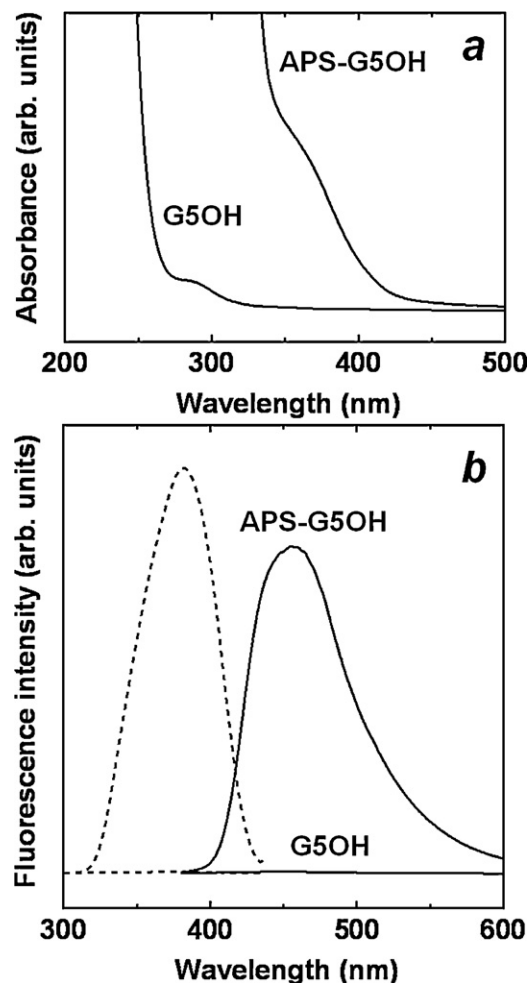 a
APS-G5OH
G5OH
Absorbance (arb. units)
200 300 400 500
Wavelength (nm)
b
APS-G5OH
G5OH
Fluorescence intensity (arb. units)
300 400 500 600
Wavelength (nm)